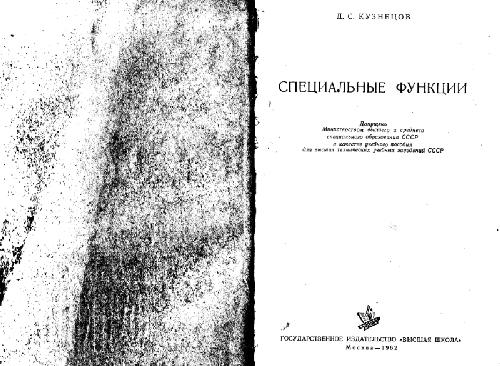 Д. С. КУЗНЕЦОВ
СПЕЦИАЛЬНЫЕ ФУНКЦИИ
Допущено
Министерством высшего и среднего
специального образования СССР
в качестве учебного пособия
для высших технических учебных заведений СССР
ГОСУДАРСТВЕННОЕ ИЗДАТЕЛЬСТВО «ВЫСШАЯ ШКОЛА»
Москва—1962